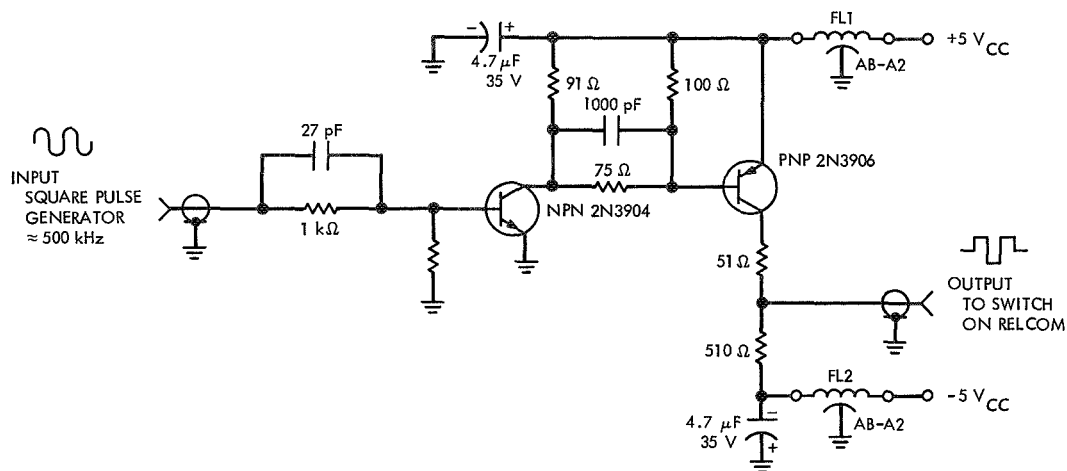 FL1
− +
+5 V CC
4.7 μF
35 V
91 Ω
100 Ω
AB-A2
1000 pF
27 pF
PNP 2N3906
INPUT
SQUARE PULSE
GENERATOR
≈ 500 kHz
75 Ω
NPN 2N3904
1 kΩ
51 Ω
OUTPUT
TO SWITCH
ON RELCOM
510 Ω
FL2
−5 V CC
−
4.7 μF
35 V
+
AB-A2